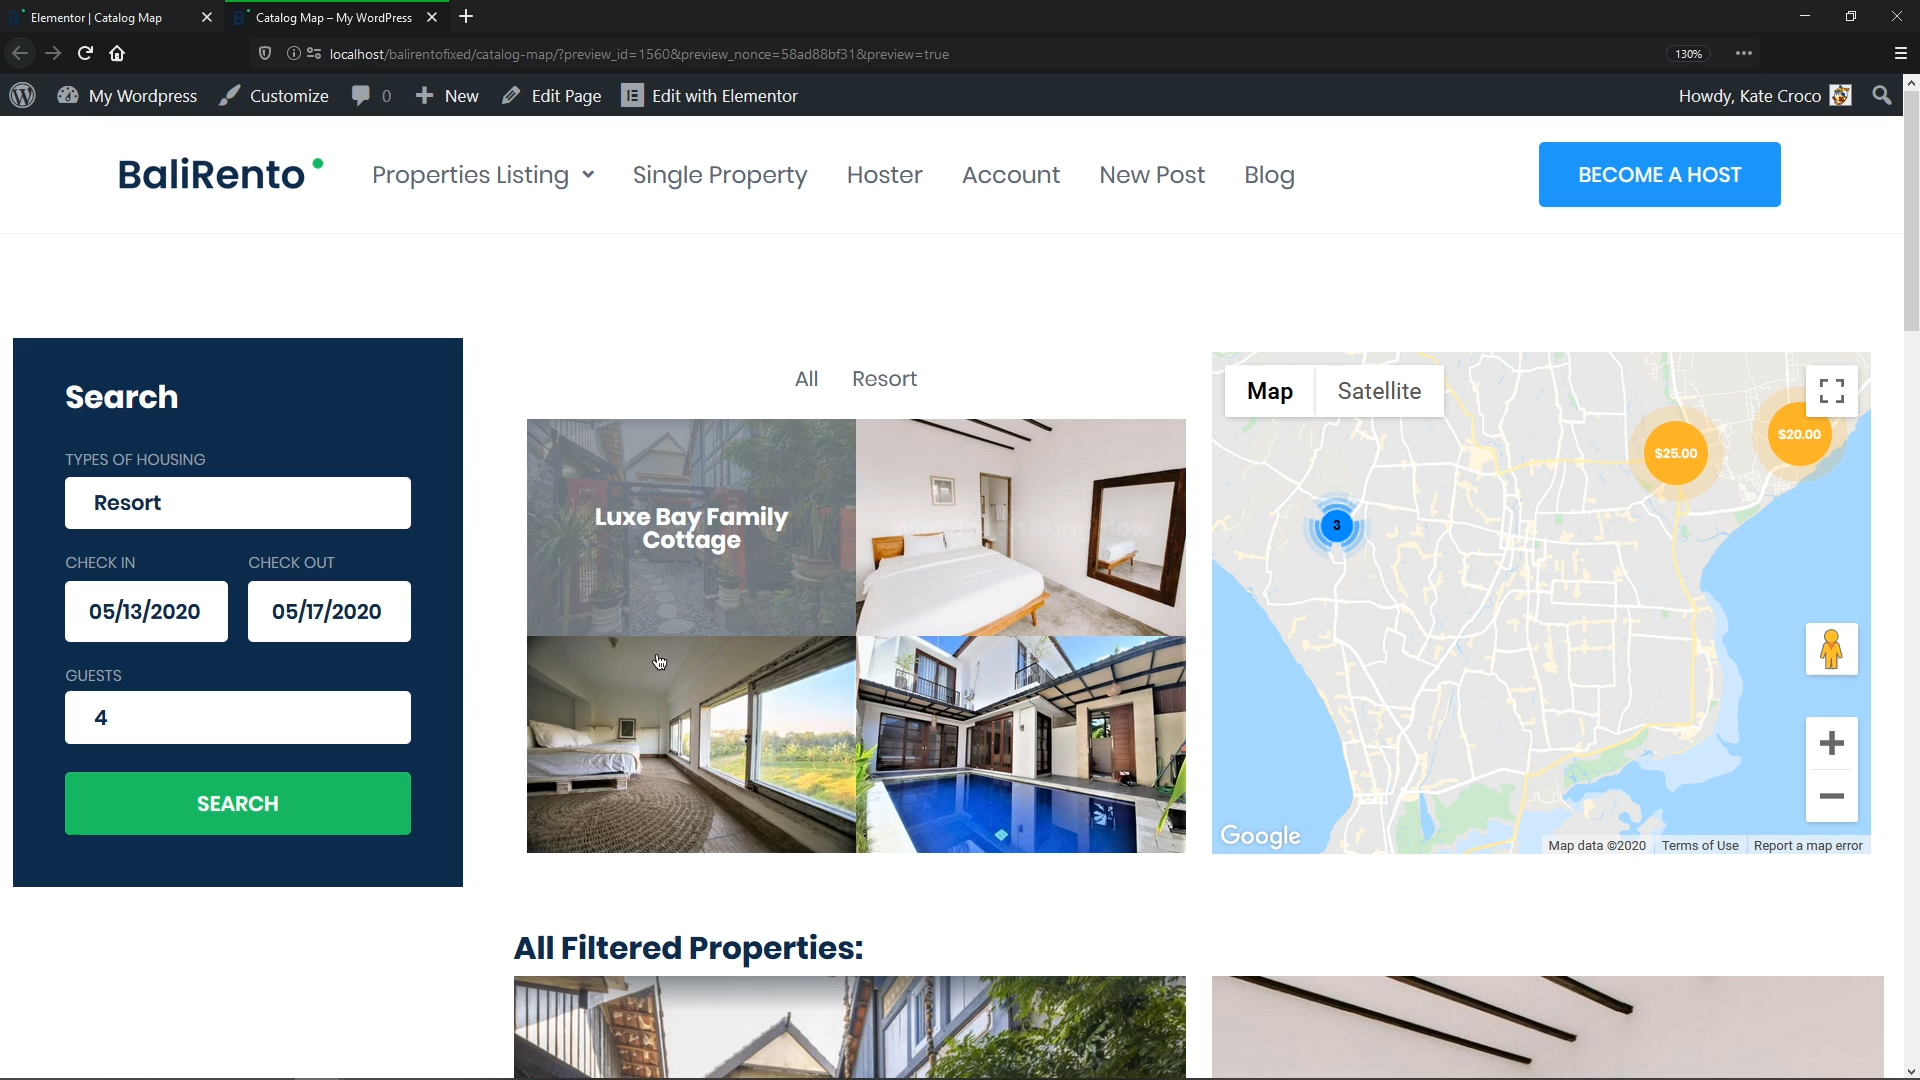 Elementor | Catalog Map
Catalog Map – My WordPress
localhost/balirentofixed/catalog-map/?preview_id=1560&preview_nonce=58ad88bf31&preview=true
130%
My Wordpress
Customize
0
New
Edit Page
Edit with Elementor
Howdy, Kate Croco
BaliRento
Properties Listing
Single Property
Hoster
Account
New Post
Blog
BECOME A HOST
Search
TYPES OF HOUSING
Resort
CHECK IN
CHECK OUT
05/13/2020
05/17/2020
GUESTS
4
SEARCH
All
Resort
Luxe Bay Family
Cottage
Map
Satellite
$25.00
$20.00
3
Google
Map data ©2020
Terms of Use
Report a map error
All Filtered Properties: